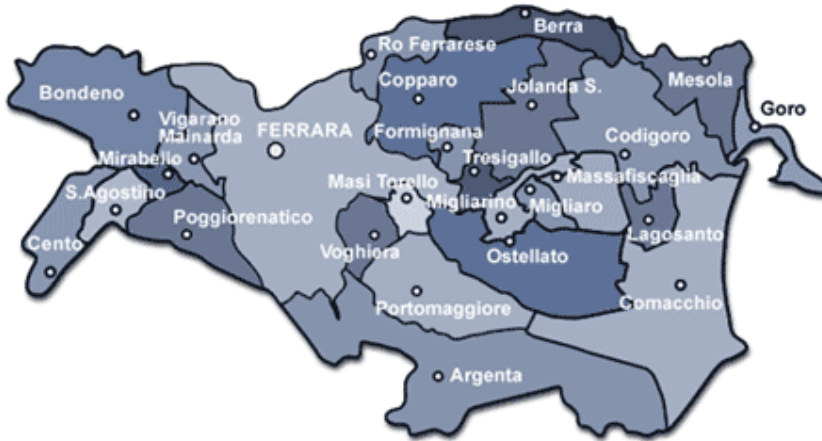 Berra
Ro Ferrarese
Copparo
Jolanda S.
Mesola
Bondeno
Goro
Vigarano
Mainarda
FERRARA
Formignana
Codigoro
Mirabello
Tresigallo
Massafiscaglia
S.Agostino
Masi Torello
Migliarino
Migliaro
Poggiorenatico
Lagosanto
Cento
Voghiera
Ostellato
Portomaggiore
Comacchio
Argenta